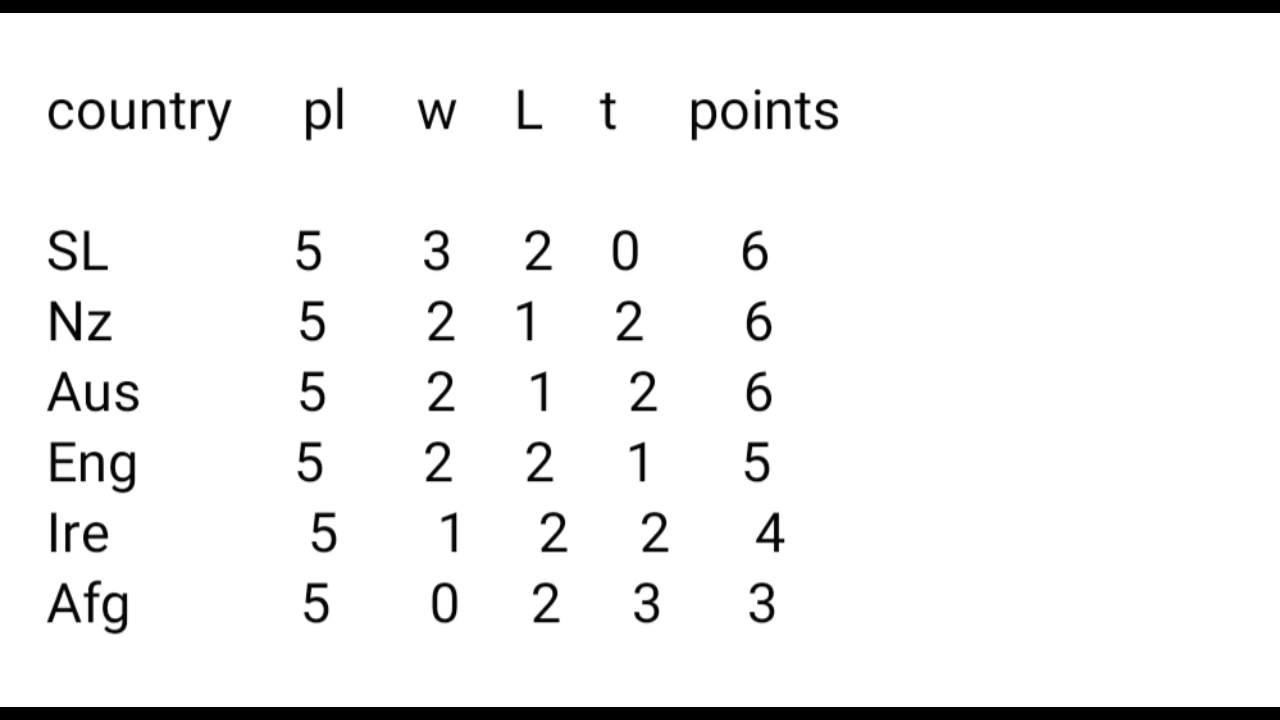 country pl w L t points
SL 5 3 2 0 6
Nz 5 2 1 2 6
Aus 5 2 1 2 6
Eng 5 2 2 1 5
Ire 5 1 2 2 4
Afg 5 0 2 3 3